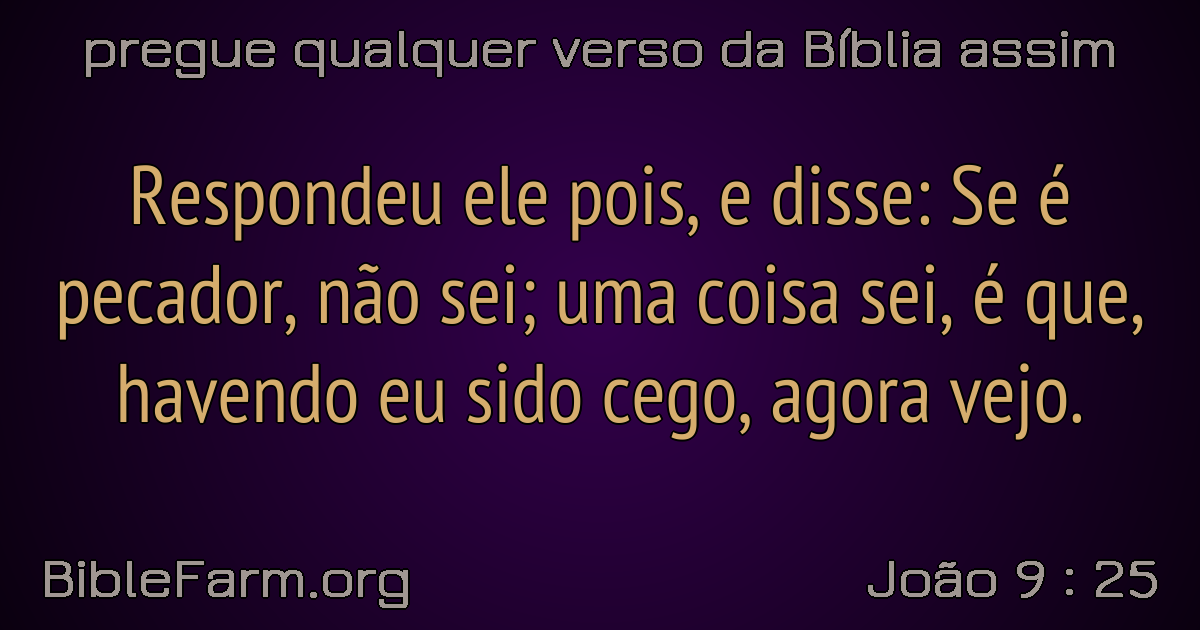 pregue qualquer verso da Bíblia assim
Respondeu ele pois, e disse: Se é
pecador, não sei; uma coisa sei, é que,
havendo eu sido cego, agora vejo.
BibleFarm.org
João 9 : 25